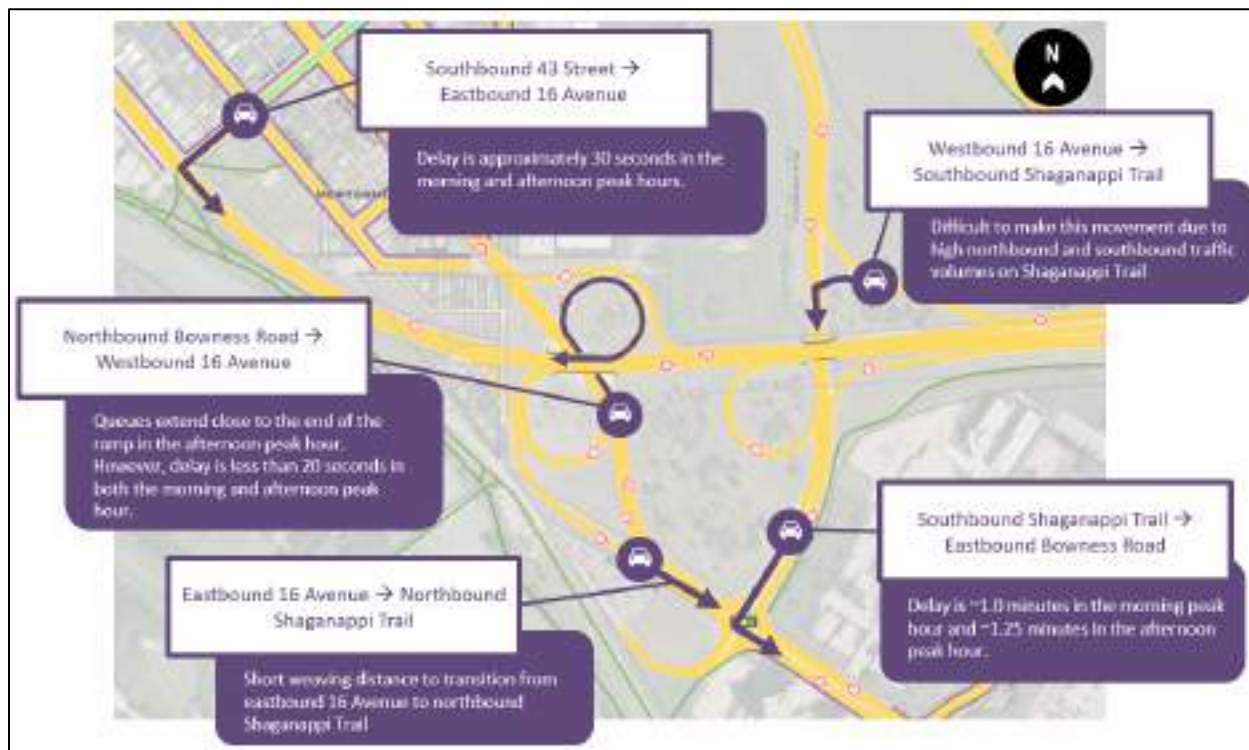 Southbound 43 Street →
Eastbound 16 Avenue
Delay is approximately 30 seconds in the
morning and afternoon peak hours.
N
Westbound 16 Avenue →
Southbound Shaganappi Trail
Difficult to make this movement due to
high northbound and southbound traffic
volumes on Shaganappi Trail
Northbound Bowness Road →
Westbound 16 Avenue
Queues extend close to the end of the
ramp in the afternoon peak hour.
However, delay is less than 20 seconds in
both the morning and afternoon peak
hour.
Southbound Shaganappi Trail →
Eastbound Bowness Road
Delay is ~1.0 minutes in the morning peak
hour and ~1.25 minutes in the afternoon
peak hour.
Eastbound 16 Avenue → Northbound
Shaganappi Trail
Short weaving distance to transition from
eastbound 16 Avenue to northbound
Shaganappi Trail